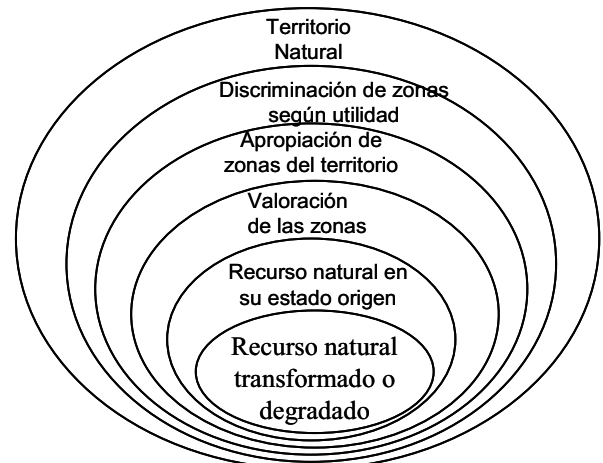 Territorio
Natural
Discriminación de zonas
según utilidad
Apropiación de
zonas del territorio
Valoración
de las zonas
Recurso natural en
su estado origen
Recurso natural
transformado o
degradado